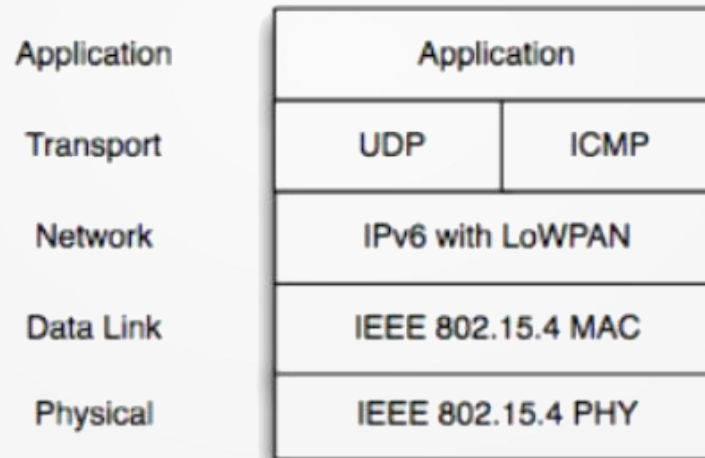 Application Application
Transport UDP ICMP
Network IPv6 with LoWPAN
Data Link IEEE 802.15.4 MAC
Physical IEEE 802.15.4 PHY